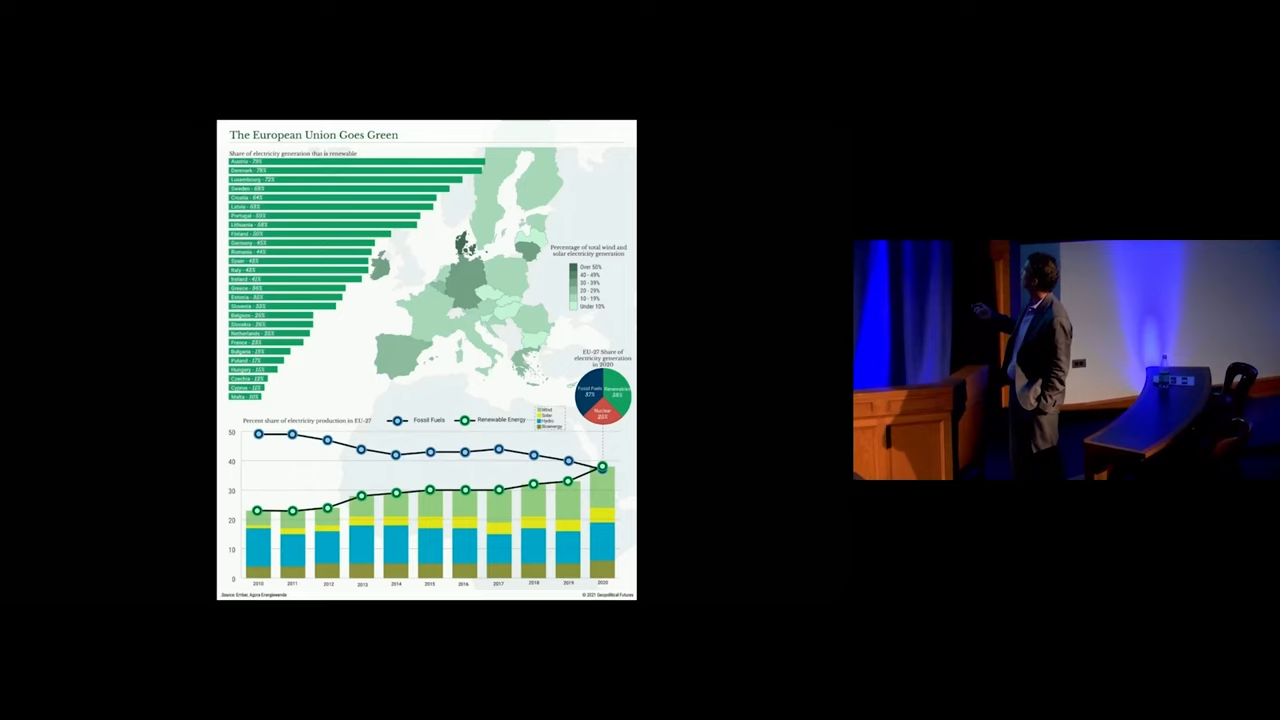 The European Union Goes Green
Share of electricity generation that is renewable
Austria - 79%
Denmark - 78%
Luxembourg - 72%
Sweden - 68%
Croatia - 64%
Latvia - 63%
Portugal - 59%
Lithuania - 58%
Finland - 50%
Germany - 45%
Romania - 44%
Spain - 43%
Italy - 43%
Ireland - 41%
Greece - 36%
Estonia - 35%
Slovenia - 33%
Belgium - 26%
Slovakia - 26%
Netherlands - 25%
France - 23%
Bulgaria - 19%
Poland - 17%
Hungary - 15%
Czechia - 12%
Cyprus - 12%
Malta - 10%
Percentage of total wind and
solar electricity generation
Over 50%
40 - 49%
30 - 39%
20 - 29%
10 - 19%
Under 10%
EU-27 Share of
electricity generation
in 2020
Fossil Fuels
37%
Renewables
38%
Nuclear
25%
Percent share of electricity production in EU-27
Fossil Fuels
Renewable Energy
Wind
Solar
Hydro
Bioenergy
50
40
30
20
10
0
2010 2011 2012 2013 2014 2015 2016 2017 2018 2019 2020
Source: Ember, Agora Energiewende
© 2021 Geopolitical Futures